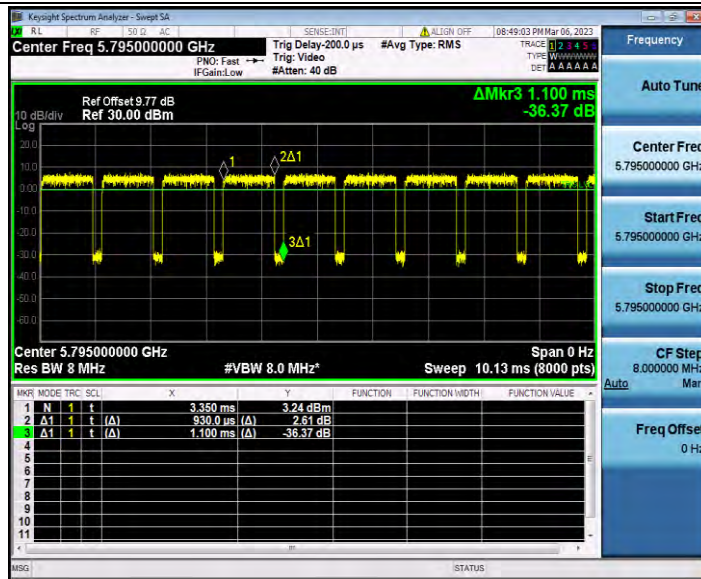 Keysight Spectrum Analyzer - Swept SA
RL RF 50 Ω AC SENSE:INT ALIGN OFF 08:49:03 PM Mar 06, 2023
Center Freq 5.795000000 GHz
Trig Delay-200.0 µs #Avg Type: RMS
TRACE 1 2 3 4 5 6
PNO: Fast Trig: Video
TYPE
IFGain:Low #Atten: 40 dB
DET A A A A A A
ΔMkr3 1.100 ms
-36.37 dB
Ref Offset 9.77 dB
10 dB/div Ref 30.00 dBm
Log
20.0
10.0
0.00
-10.0
-20.0
-30.0
-40.0
-50.0
-60.0
1
2Δ1
3Δ1
Center 5.795000000 GHz Span 0 Hz
Res BW 8 MHz #VBW 8.0 MHz* Sweep 10.13 ms (8000 pts)
MKR MODE TRC SCL X Y FUNCTION FUNCTION WIDTH FUNCTION VALUE
1 N 1 t 3.350 ms 3.24 dBm
2 Δ1 1 t (Δ) 930.0 µs (Δ) 2.61 dB
3 Δ1 1 t (Δ) 1.100 ms (Δ) -36.37 dB
4
5
6
7
8
9
10
11
MSG STATUS
Frequency
Auto Tune
Center Freq
5.795000000 GHz
Start Freq
5.795000000 GHz
Stop Freq
5.795000000 GHz
CF Step
8.000000 MHz
Auto Man
Freq Offset
0 Hz